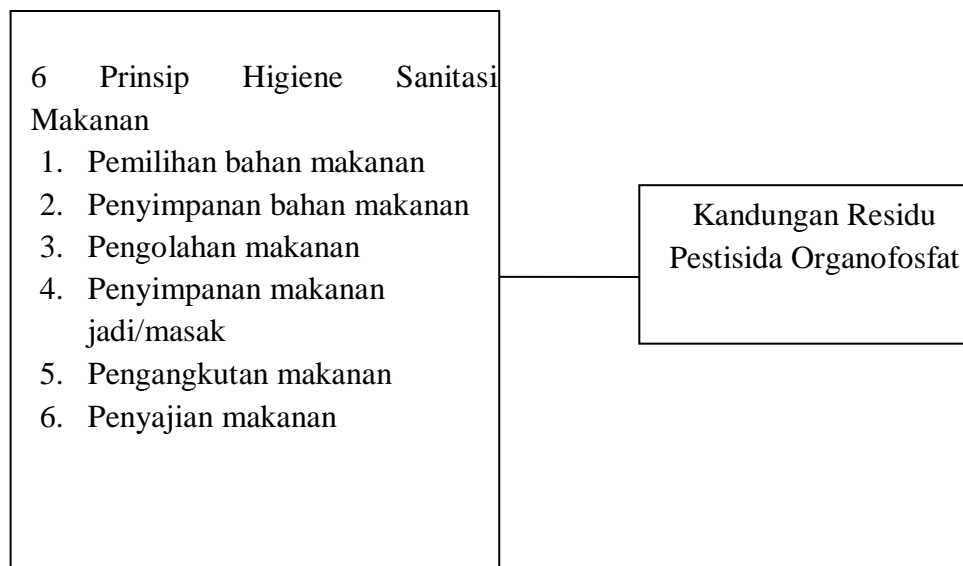 6 Prinsip Higiene Sanitasi
Makanan
1. Pemilihan bahan makanan
2. Penyimpanan bahan makanan
3. Pengolahan makanan
4. Penyimpanan makanan
jadi/masak
5. Pengangkutan makanan
6. Penyajian makanan
Kandungan Residu
Pestisida Organofosfat